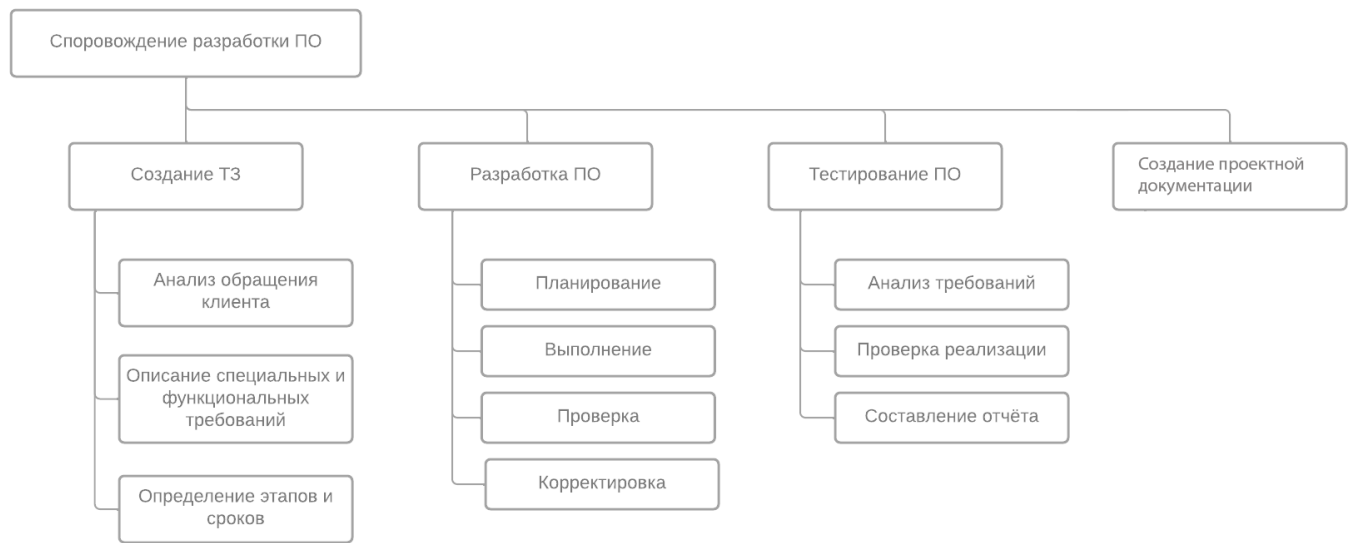 Споровождение разработки ПО
Создание ТЗ
Анализ обращения
клиента
Описание специальных и
функциональных
требований
Определение этапов и
сроков
Разработка ПО
Планирование
Выполнение
Проверка
Корректировка
Тестирование ПО
Анализ требований
Проверка реализации
Составление отчёта
Создание проектной
документации